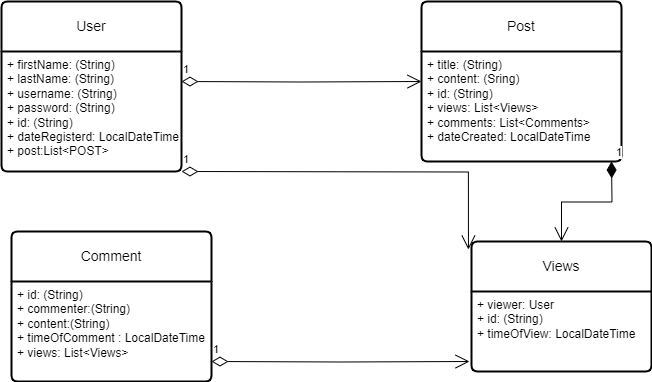 User
+ firstName: (String)
+ lastName: (String)
+ username: (String)
+ password: (String)
+ id: (String)
+ dateRegisterd: LocalDateTime
+ post:List<POST>
1
1
Post
+ title: (String)
+ content: (Sring)
+ id: (String)
+ views: List<Views>
+ comments: List<Comments>
+ dateCreated: LocalDateTime
1
Comment
+ id: (String)
+ commenter:(String)
+ content:(String)
+ timeOfComment : LocalDateTime
+ views: List<Views>
1
Views
+ viewer: User
+ id: (String)
+ timeOfView: LocalDateTime